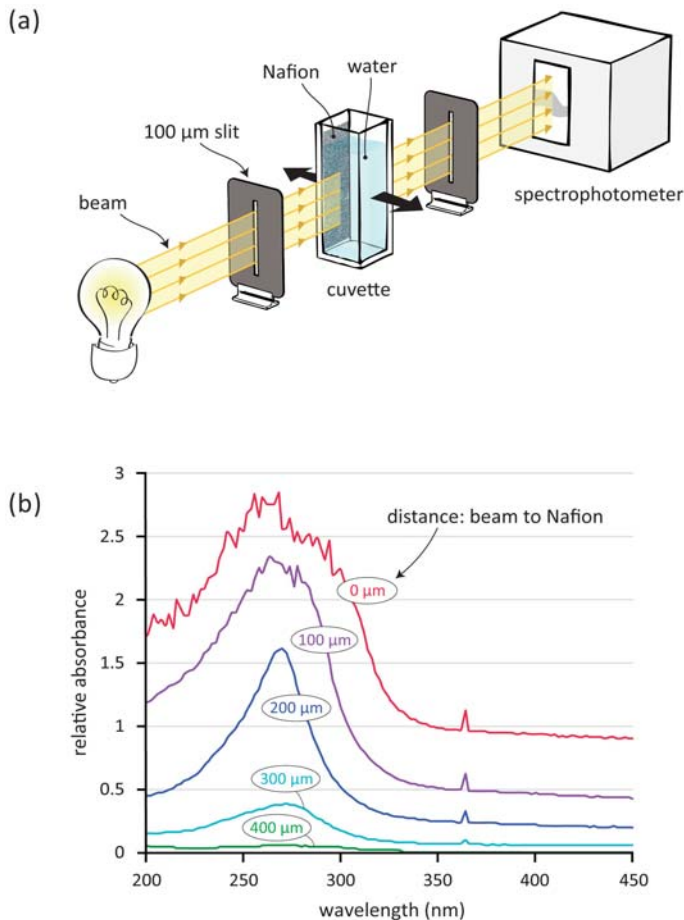 (a)
Nafion
water
100 µm slit
beam
cuvette
spectrophotometer
(b)
3
2.5
2
1.5
1
0.5
0
relative absorbance
distance: beam to Nafion
0 µm
100 µm
200 µm
300 µm
400 µm
200
250
300
350
400
450
wavelength (nm)